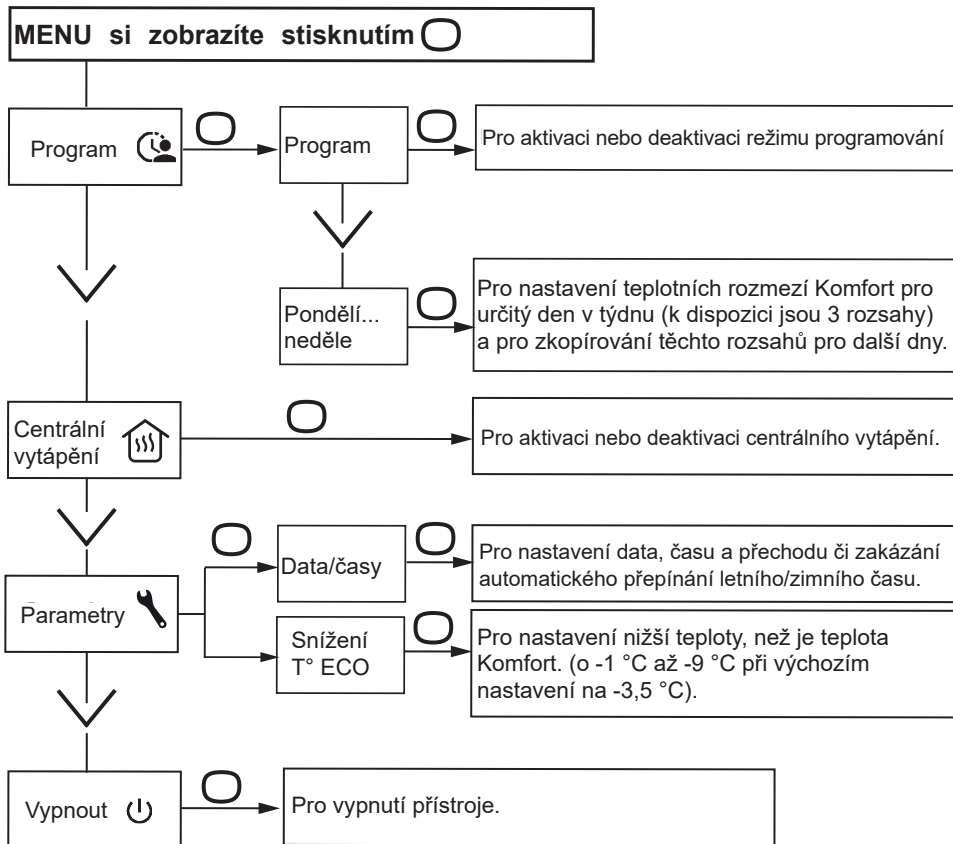 MENU si zobrazíte stisknutím
Program
Program
Pro aktivaci nebo deaktivaci režimu programování
Pondělí...
neděle
Pro nastavení teplotních rozmezí Komfort pro
určitý den v týdnu (k dispozici jsou 3 rozsahy)
a pro zkopírování těchto rozsahů pro další dny.
Centrální
vytápění
Pro aktivaci nebo deaktivaci centrálního vytápění.
Parametry
Data/časy
Pro nastavení data, času a přechodu či zakázání
automatického přepínání letního/zimního času.
Snížení
T° ECO
Pro nastavení nižší teploty, než je teplota
Komfort. (o -1 °C až -9 °C při výchozím
nastavení na -3,5 °C).
Vypnout
Pro vypnutí přístroje.